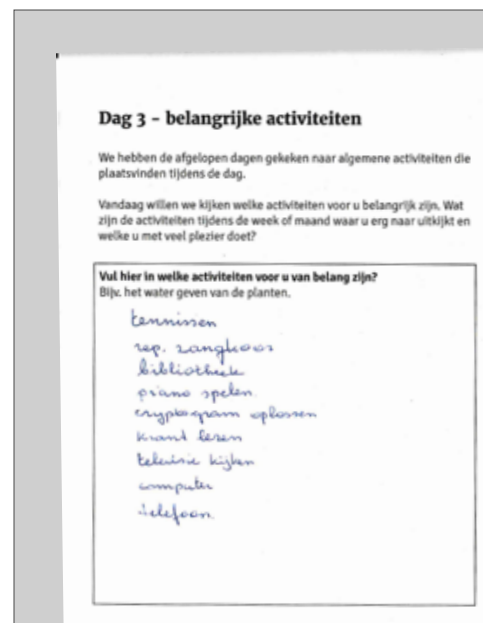 Dag 3 - belangrijke activiteiten
We hebben de afgelopen dagen gekeken naar algemene activiteiten die
plaatsvinden tijdens de dag.
Vandaag willen we kijken welke activiteiten voor u belangrijk zijn. Wat
zijn de activiteiten tijdens de week of maand waar u erg naar uitkijkt en
welke u met veel plezier doet?
Vul hier in welke activiteiten voor u van belang zijn?
Bijv. het water geven van de planten.
tennissen
rep. zangkoor
bibliotheek
piano spelen
cryptogram oplossen
krant lezen
televisie kijken
computer
telefoon